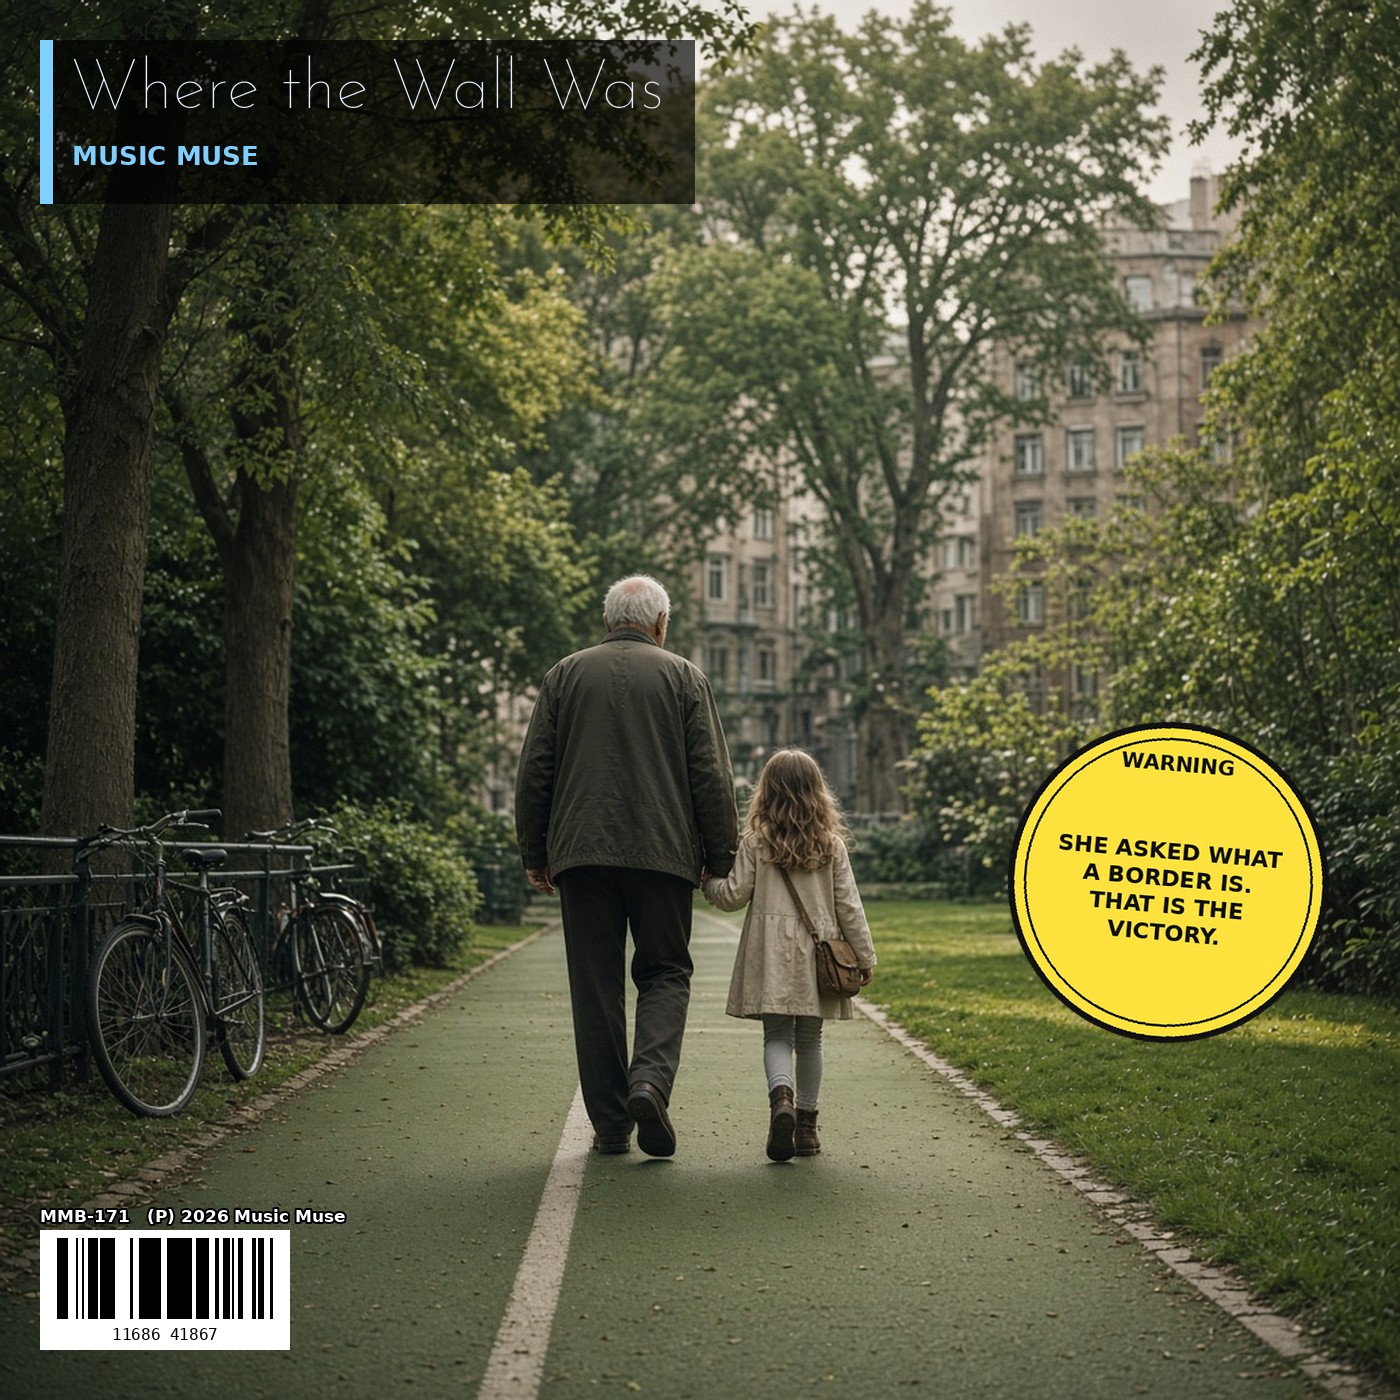 Where the Wall Was
MUSIC MUSE
WARNING
SHE ASKED WHAT
A BORDER IS.
THAT IS THE
VICTORY.
MMB-171 (P) 2026 Music Muse
11686 41867